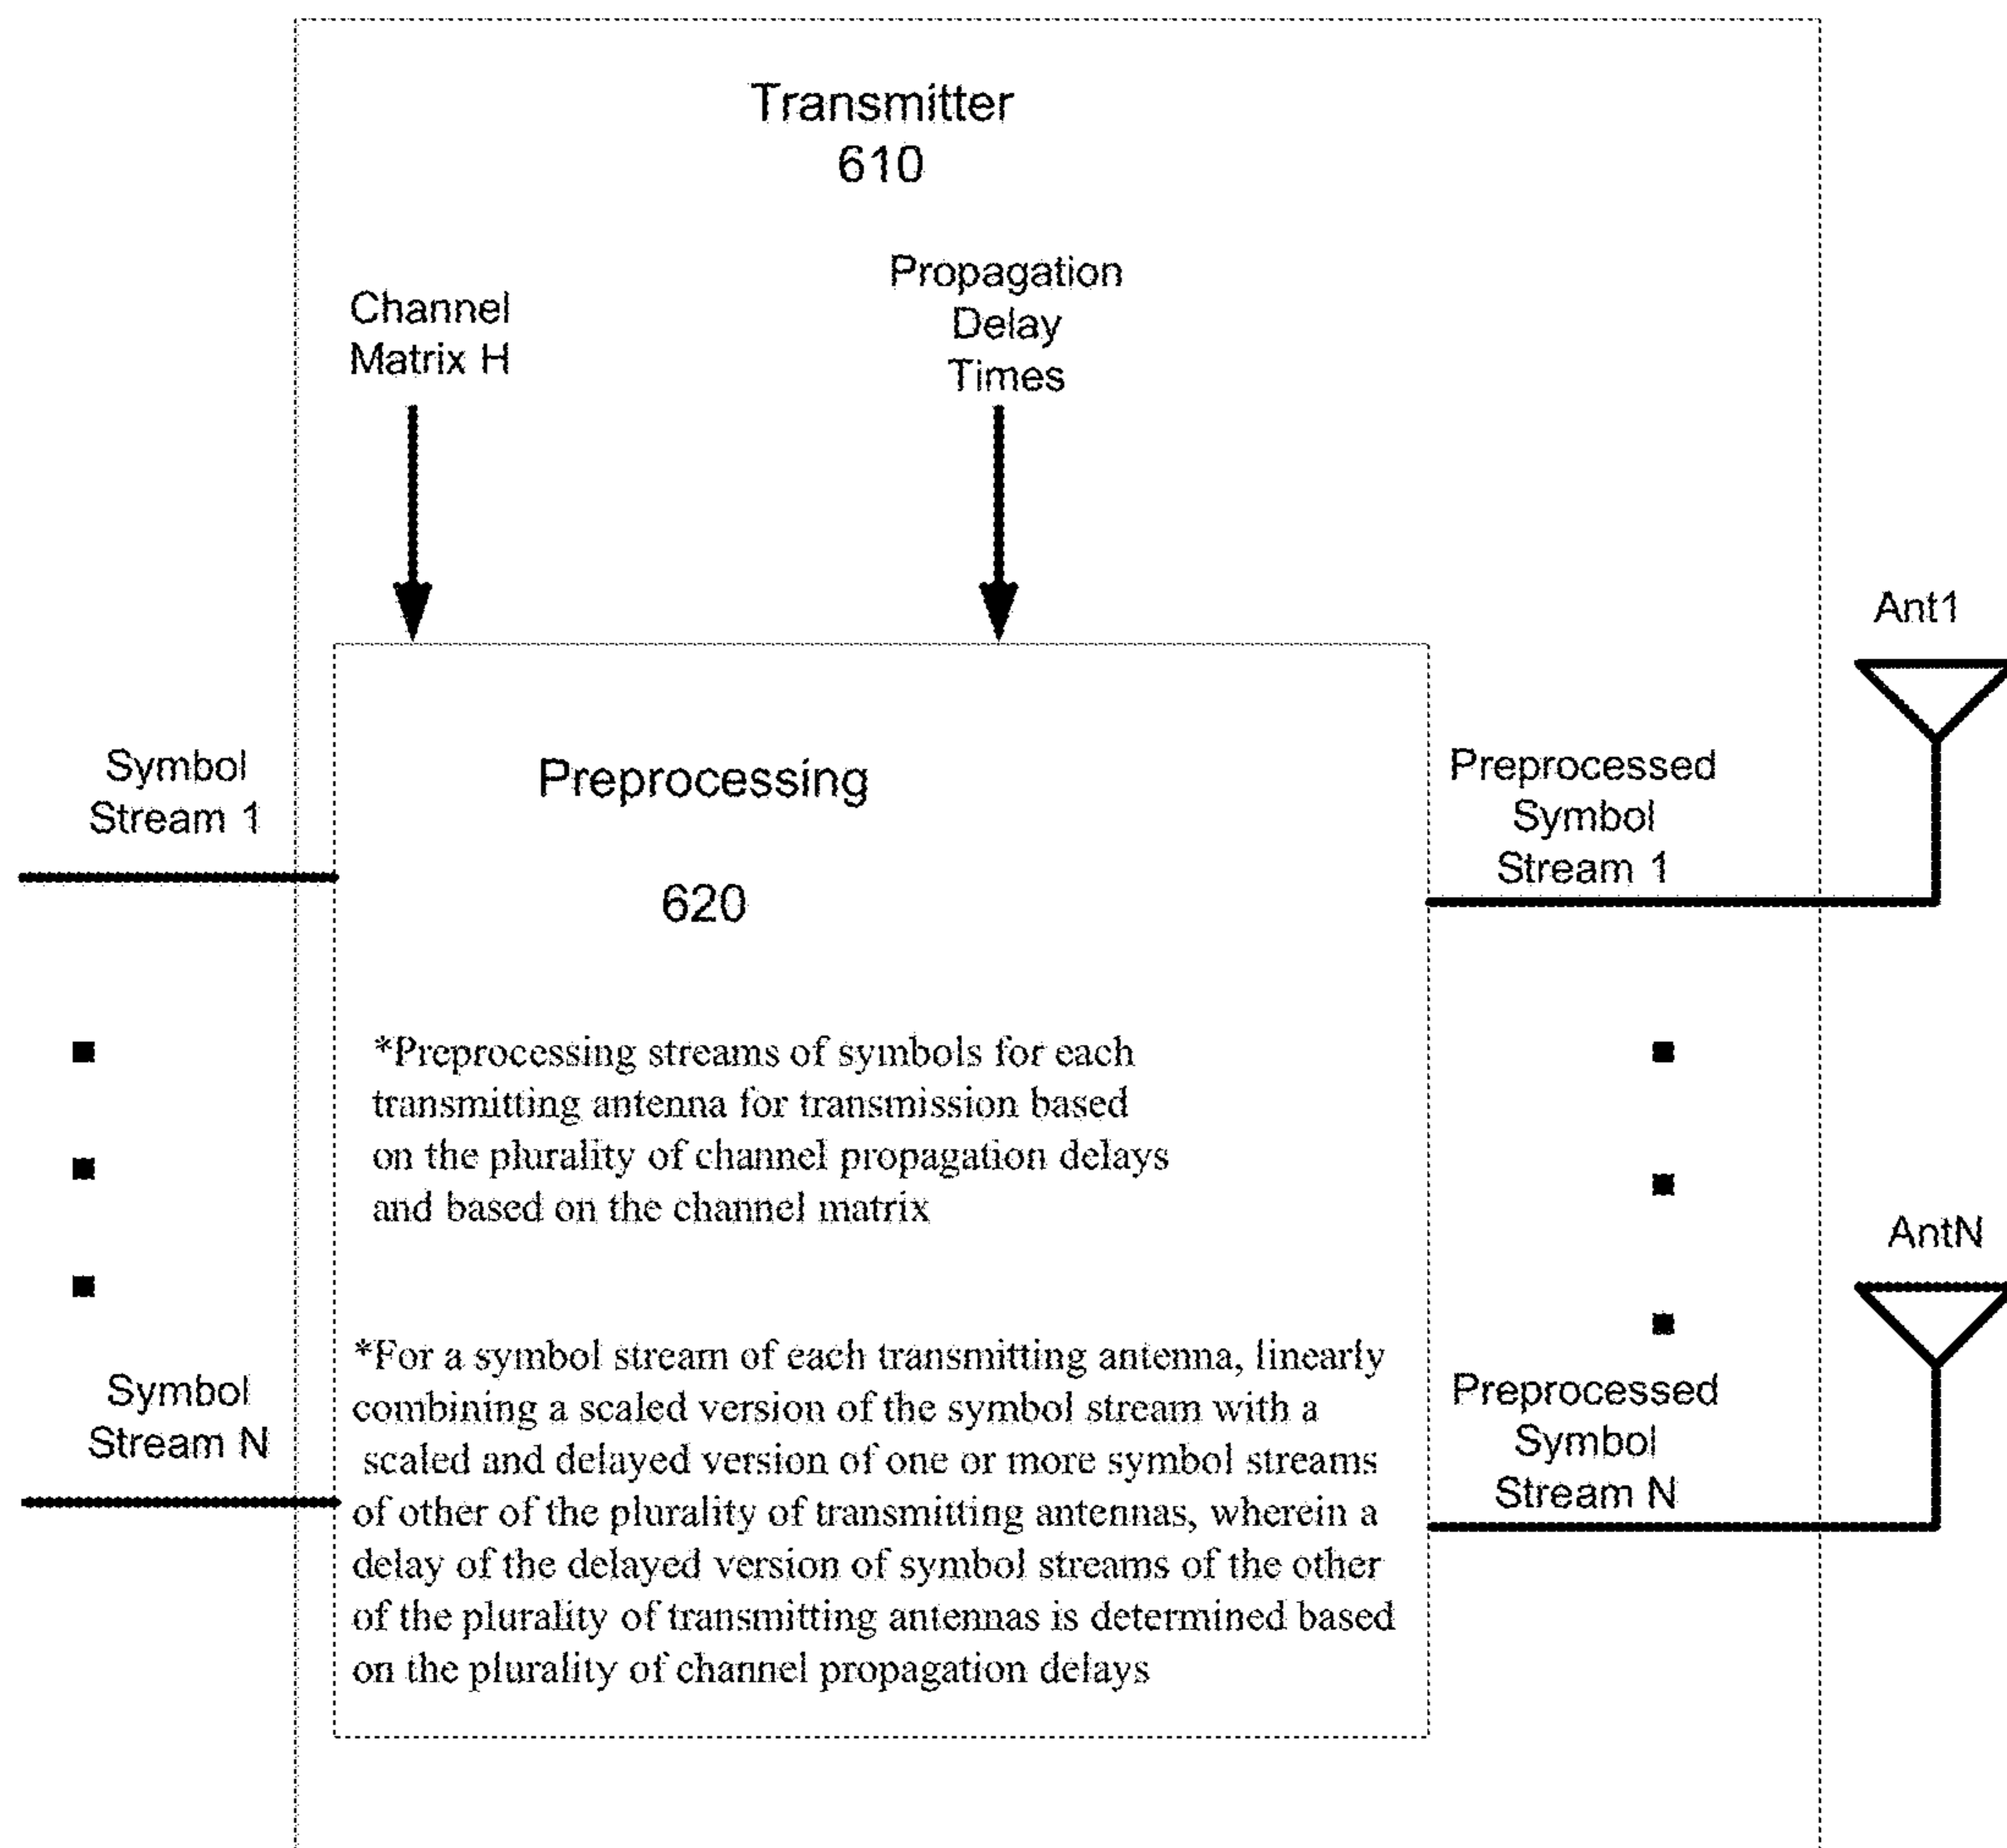 Transmitter
610
Propagation
Delay
Times
Channel
Matrix H
Ant1
Symbol
Stream 1
Preprocessing
620
Preprocessed
Symbol
Stream 1
*Preprocessing streams of symbols for each
transmitting antenna for transmission based
on the plurality of channel propagation delays
and based on the channel matrix
AntN
*For a symbol stream of each transmitting antenna, linearly
combining a scaled version of the symbol stream with a
scaled and delayed version of one or more symbol streams
of other of the plurality of transmitting antennas, wherein a
delay of the delayed version of symbol streams of the other
of the plurality of transmitting antennas is determined based
on the plurality of channel propagation delays
Symbol
Stream N
Preprocessed
Symbol
Stream N